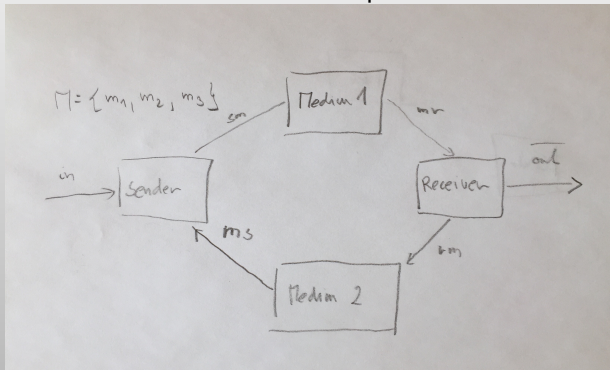 M = {m1, m2, m3}
Medium 1
sm
mr
in
Sender
Receiver
out
ms
rm
Medium 2